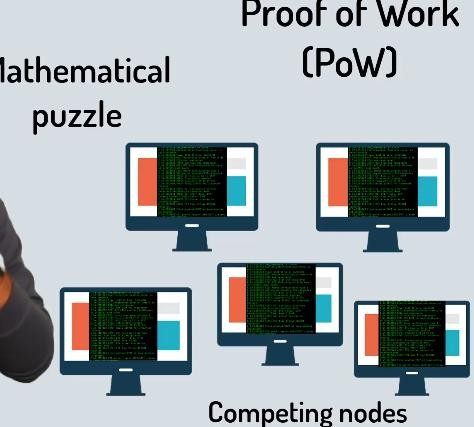 Proof of Work
(PoW)
Mathematical
puzzle
Competing nodes